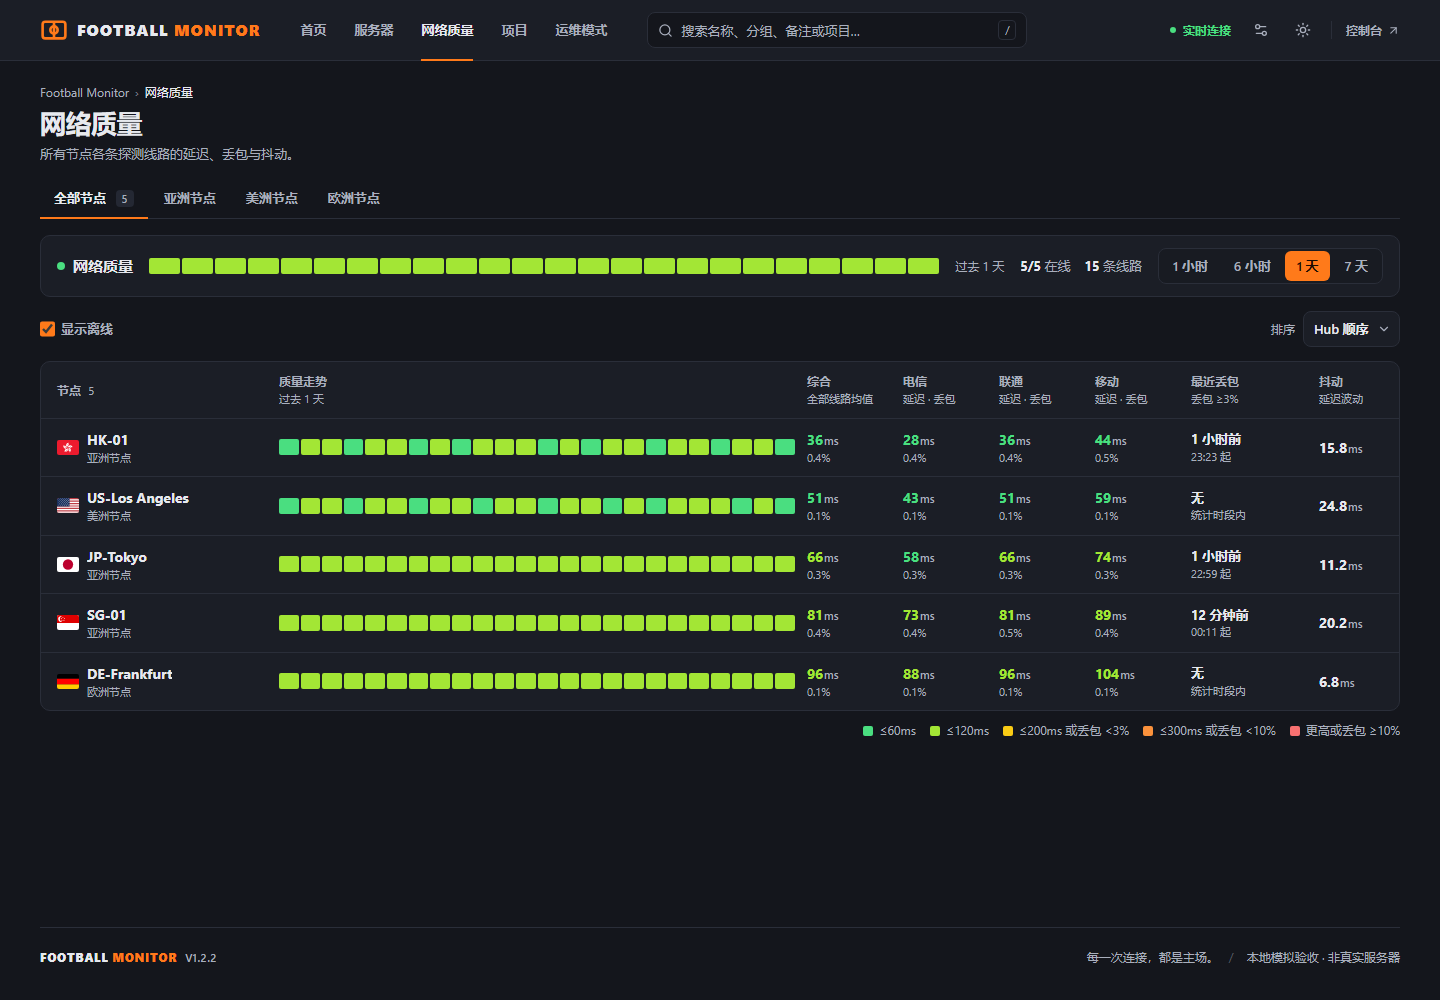 FOOTBALL MONITOR
首页
服务器
网络质量
项目
运维模式
搜索名称、分组、备注或项目...
/
实时连接
控制台
Football Monitor › 网络质量
网络质量
所有节点各条探测线路的延迟、丢包与抖动。
全部节点 5
亚洲节点
美洲节点
欧洲节点
网络质量
过去 1 天
5/5 在线
15 条线路
1 小时
6 小时
1 天
7 天
显示离线
排序
Hub 顺序
节点 5
质量走势
过去 1 天
综合
全部线路均值
电信
延迟 · 丢包
联通
延迟 · 丢包
移动
延迟 · 丢包
最近丢包
丢包 ≥3%
抖动
延迟波动
HK-01
亚洲节点
36ms
0.4%
28ms
0.4%
36ms
0.4%
44ms
0.5%
1 小时前
23:23 起
15.8ms
US-Los Angeles
美洲节点
51ms
0.1%
43ms
0.1%
51ms
0.1%
59ms
0.1%
无
统计时段内
24.8ms
JP-Tokyo
亚洲节点
66ms
0.3%
58ms
0.3%
66ms
0.3%
74ms
0.3%
1 小时前
22:59 起
11.2ms
SG-01
亚洲节点
81ms
0.4%
73ms
0.4%
81ms
0.5%
89ms
0.4%
12 分钟前
00:11 起
20.2ms
DE-Frankfurt
欧洲节点
96ms
0.1%
88ms
0.1%
96ms
0.1%
104ms
0.1%
无
统计时段内
6.8ms
≤60ms
≤120ms
≤200ms 或丢包 <3%
≤300ms 或丢包 <10%
更高或丢包 ≥10%
FOOTBALL MONITOR V1.2.2
每一次连接，都是主场。 / 本地模拟验收 · 非真实服务器